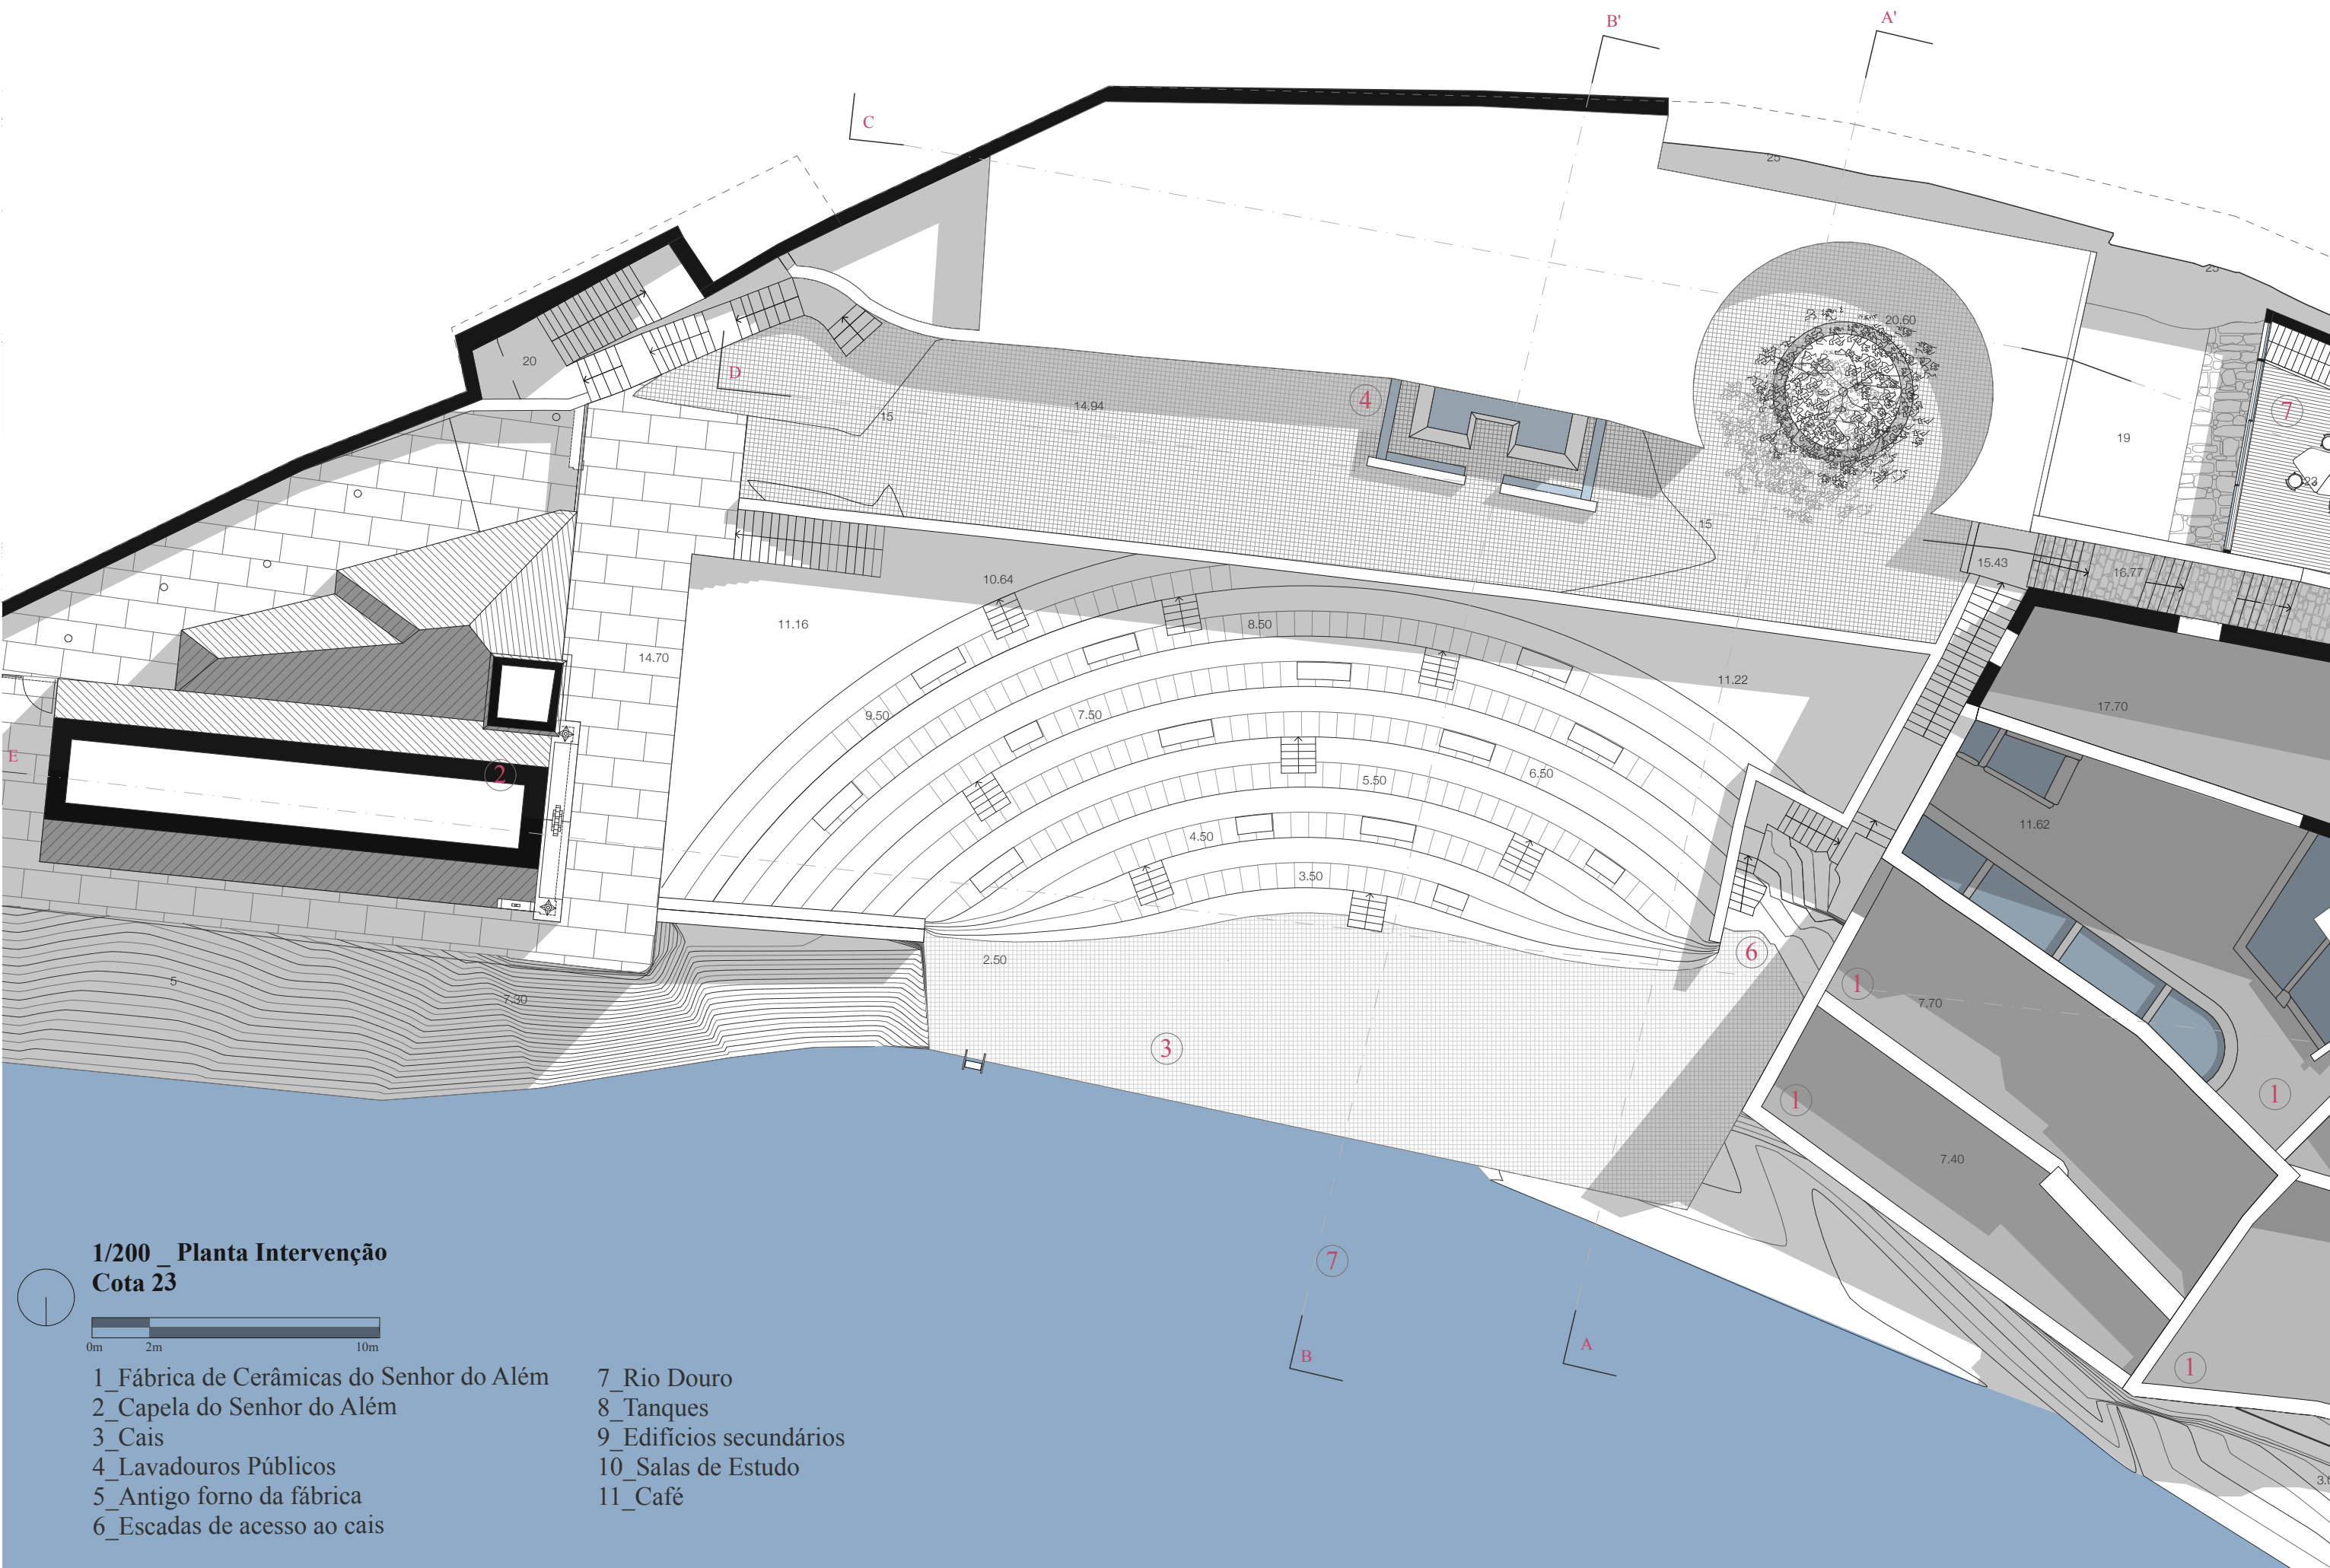 B'
A'
C
25
25
20.60
20
D
4
14.94
15
7
19
23
15
15.43
16.77
10.64
11.16
8.50
14.70
11.22
17.70
9.50
7.50
E
2
6.50
5.50
11.62
4.50
3.50
2.50
6
5
7.30
1
7.70
3
1
1
7.40
7
B
A
1
1/200 _ Planta Intervenção
Cota 23
0m 2m 10m
1_Fábrica de Cerâmicas do Senhor do Além
2_Capela do Senhor do Além
3_Cais
4_Lavadouros Públicos
5_Antigo forno da fábrica
6_Escadas de acesso ao cais
7_Rio Douro
8_Tanques
9_Edifícios secundários
10_Salas de Estudo
11_Café